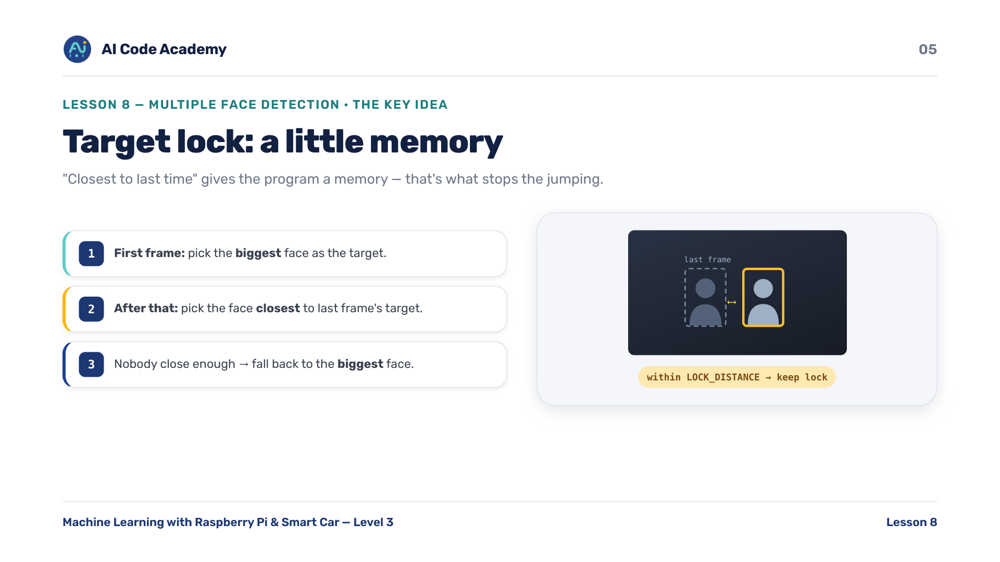 AI Code Academy
05
LESSON 8 — MULTIPLE FACE DETECTION • THE KEY IDEA
Target lock: a little memory
"Closest to last time" gives the program a memory — that's what stops the jumping.
1 First frame: pick the biggest face as the target.
2 After that: pick the face closest to last frame's target.
3 Nobody close enough → fall back to the biggest face.
last frame
within LOCK_DISTANCE → keep lock
Machine Learning with Raspberry Pi & Smart Car — Level 3
Lesson 8